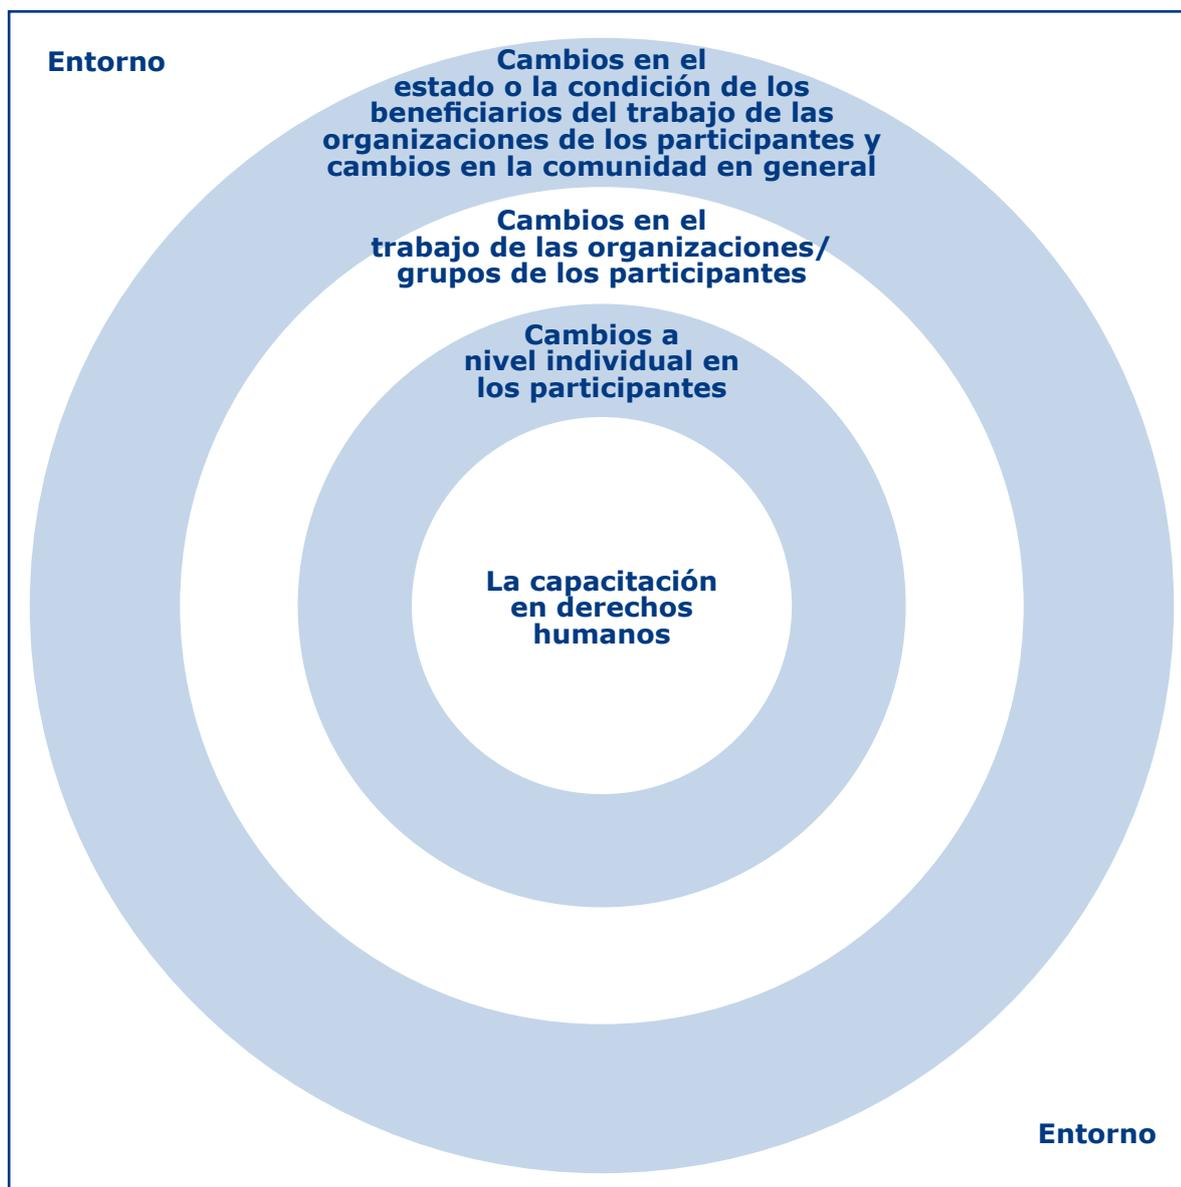 Entorno
Cambios en el
estado o la condición de los
beneficiarios del trabajo de las
organizaciones de los participantes y
cambios en la comunidad en general
Cambios en el
trabajo de las organizaciones/
grupos de los participantes
Cambios a
nivel individual en
los participantes
La capacitación
en derechos
humanos
Entorno